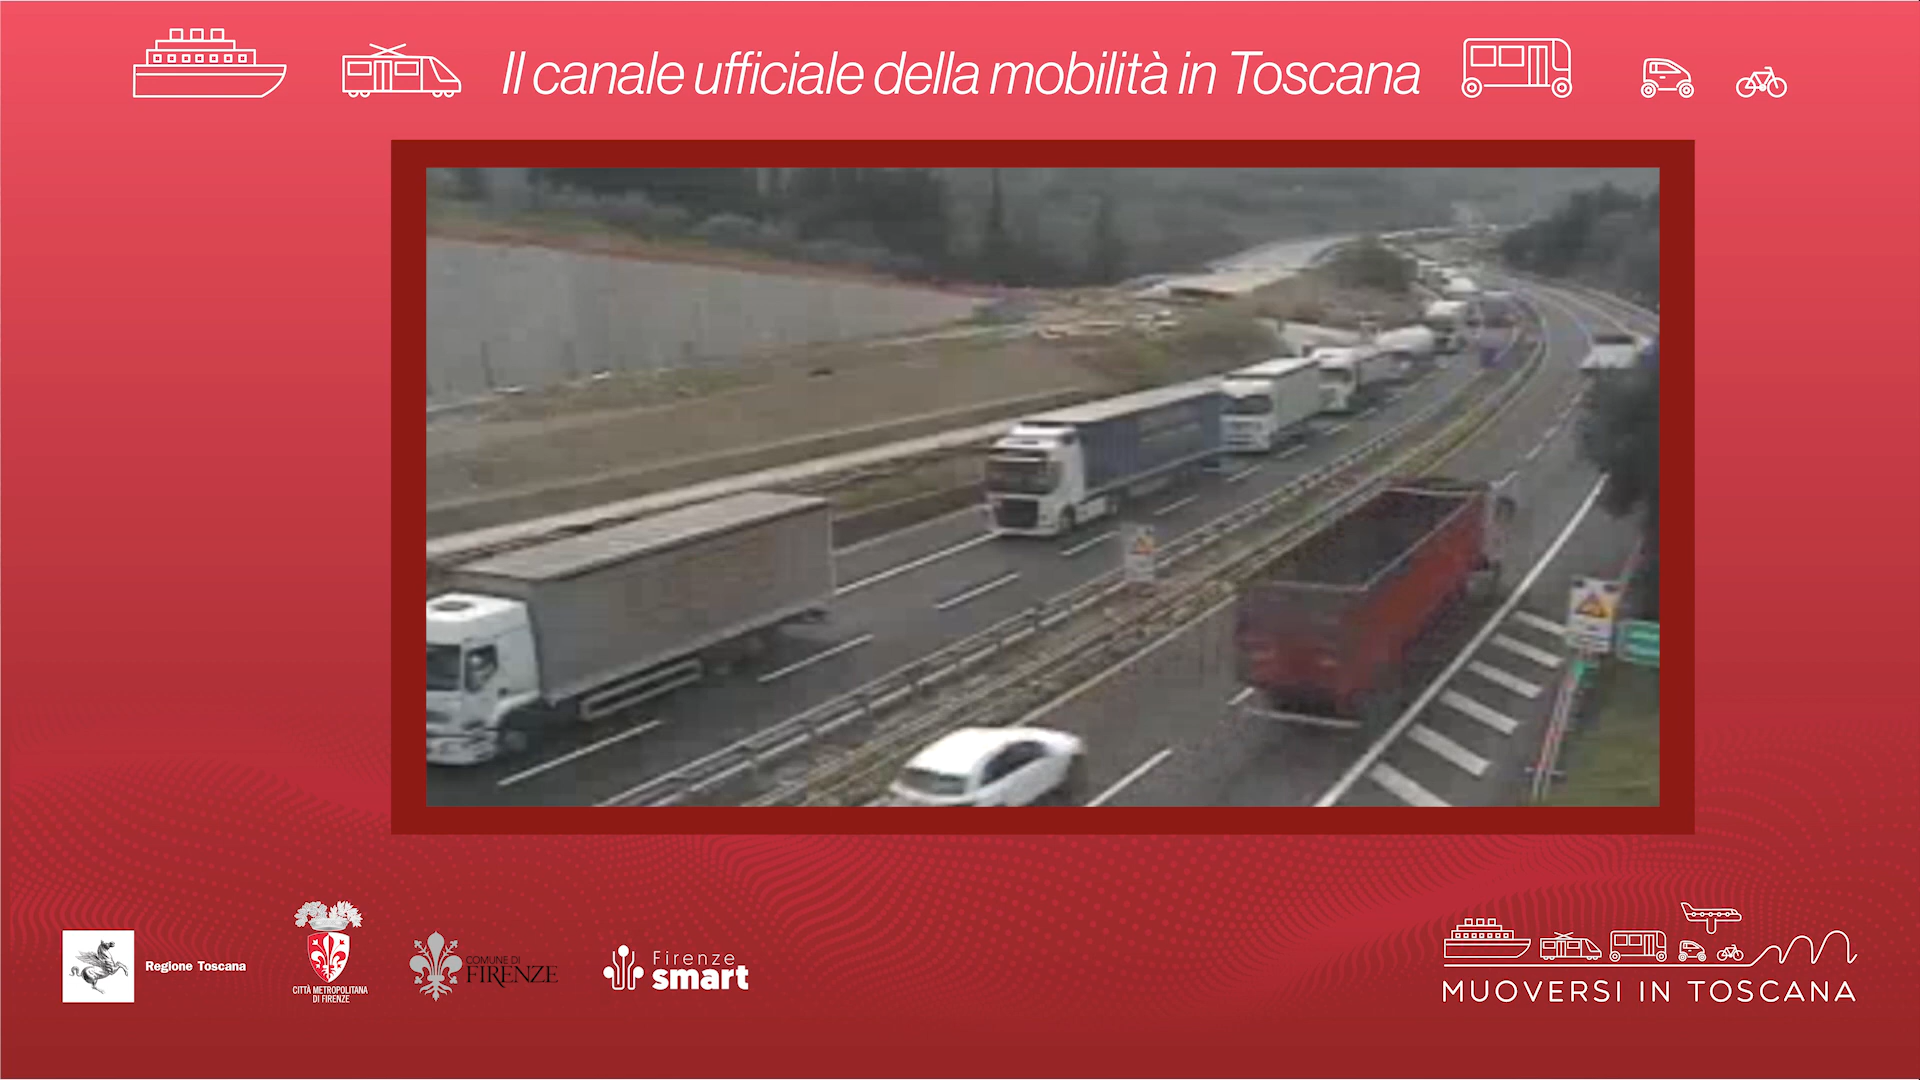 Il canale ufficiale della mobilità in Toscana
Regione Toscana
CITTÀ METROPOLITANA
DI FIRENZE
COMUNE DI
FIRENZE
Firenze
smart
MUOVERSI IN TOSCANA